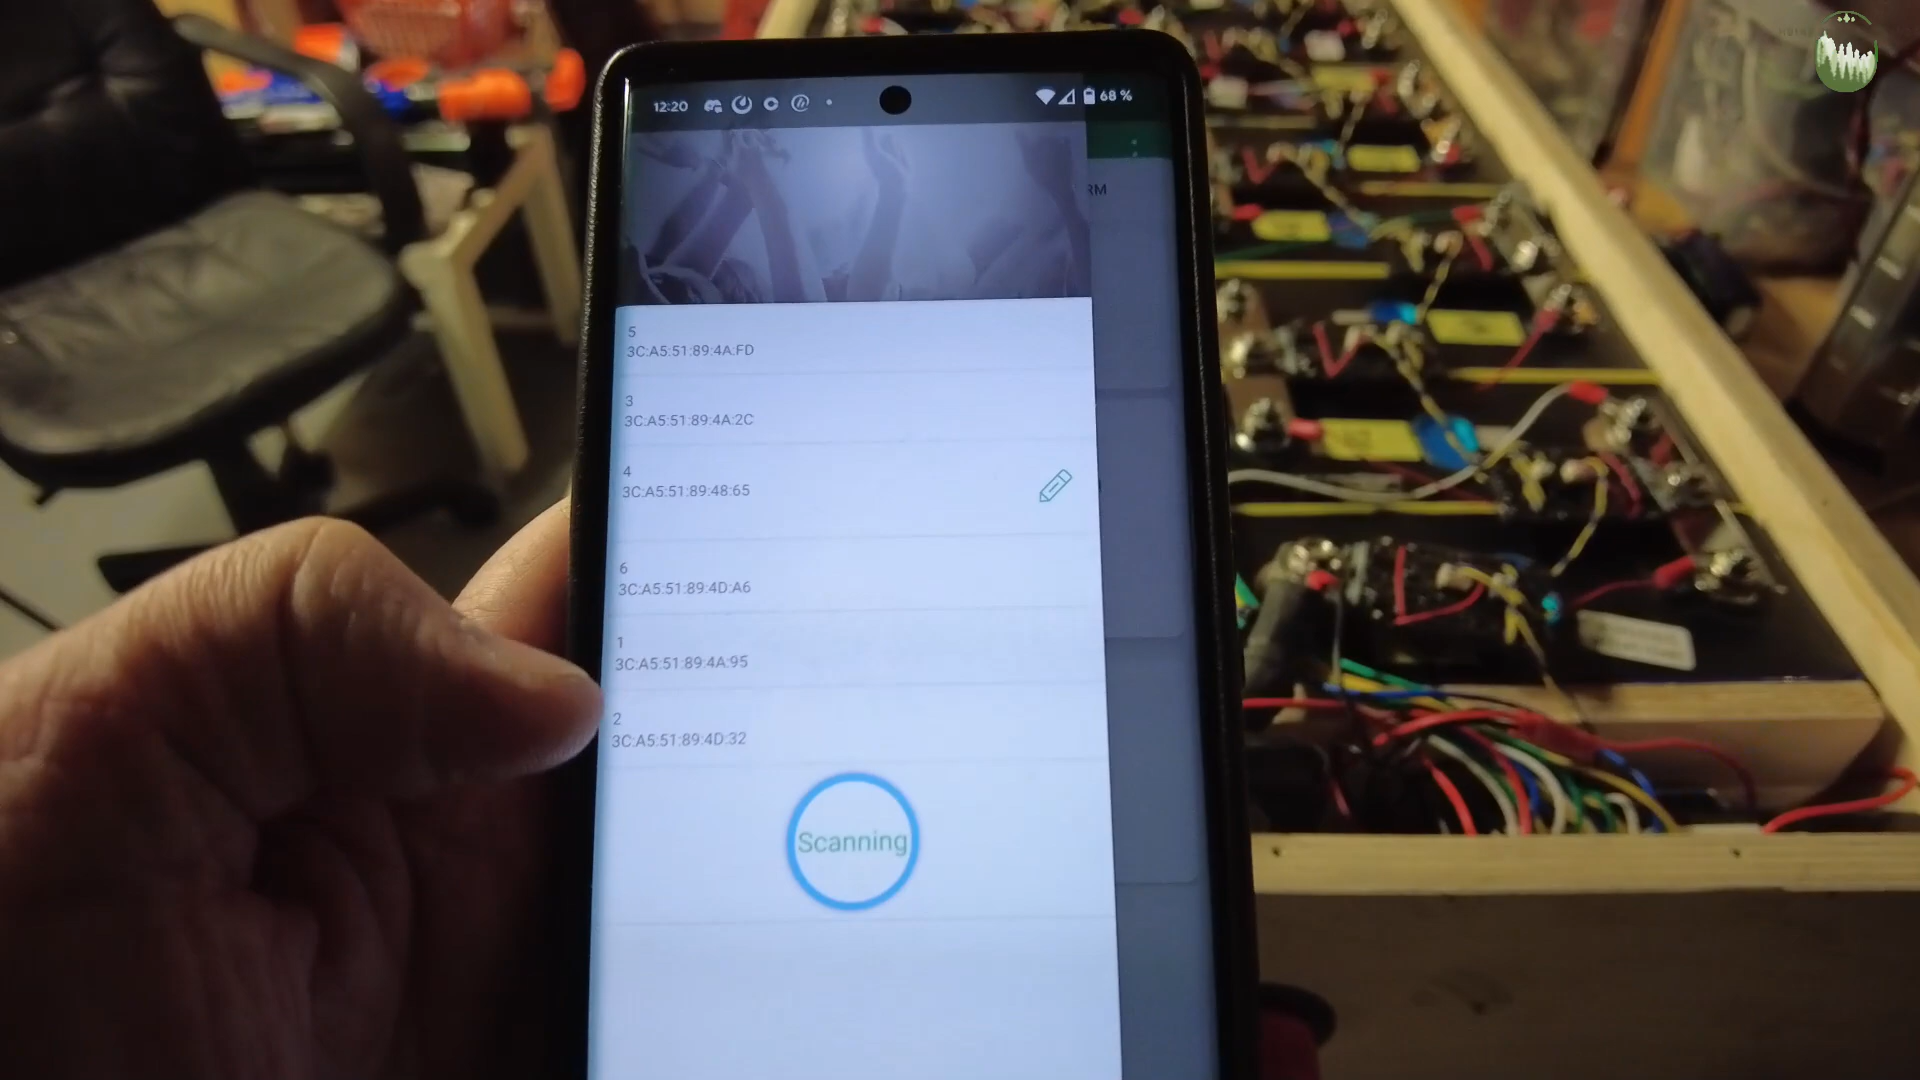 12:20
68 %
RM
5
3C:A5:51:89:4A:FD
3
3C:A5:51:89:4A:2C
4
3C:A5:51:89:48:65
6
3C:A5:51:89:4D:A6
1
3C:A5:51:89:4A:95
2
3C:A5:51:89:4D:32
Scanning